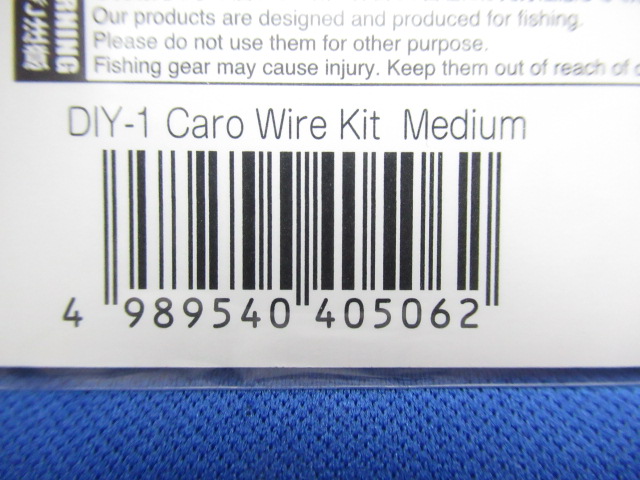 Our products are designed and produced for fishing.
Please do not use them for other purpose.
Fishing gear may cause injury. Keep them out of reach of
DIY-1 Caro Wire Kit Medium
4 989540 405062